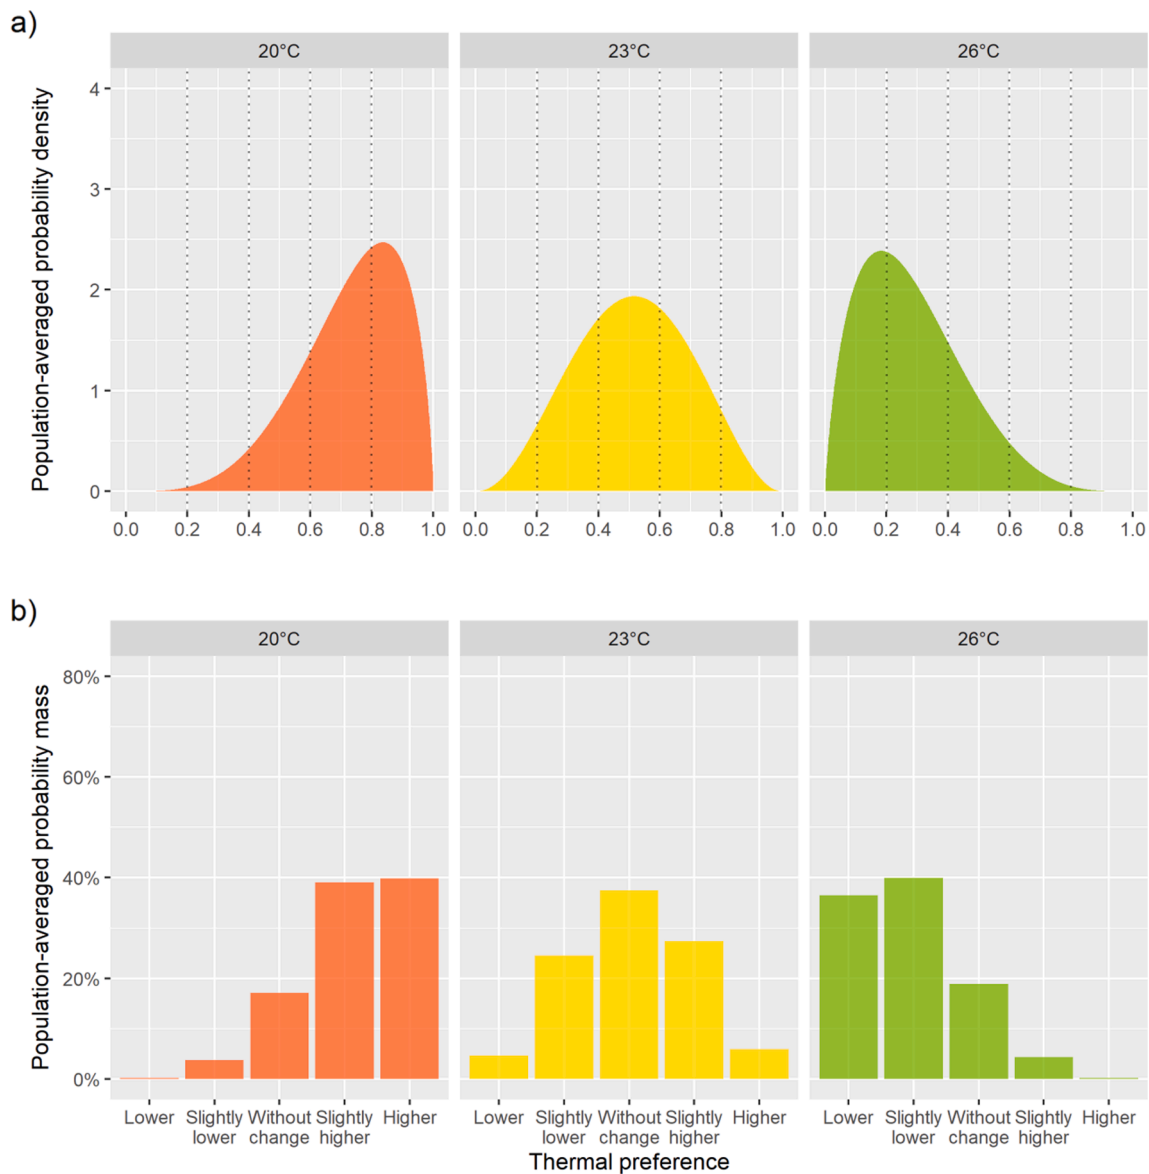 a)
20°C
23°C
26°C
Population-averaged probability density
4
3
2
1
0
0.0 0.2 0.4 0.6 0.8 1.0
0.0 0.2 0.4 0.6 0.8 1.0
0.0 0.2 0.4 0.6 0.8 1.0
b)
20°C
23°C
26°C
Population-averaged probability mass
80%
60%
40%
20%
0%
Lower Slightly Without Slightly Higher
lower change higher
Lower Slightly Without Slightly Higher
lower change higher
Lower Slightly Without Slightly Higher
lower change higher
Thermal preference